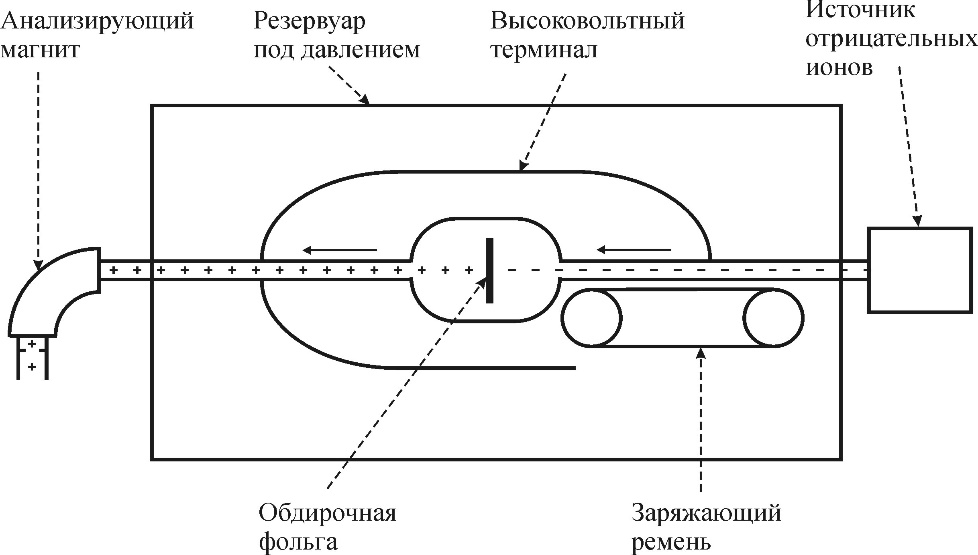 Анализирующий
магнит
Резервуар
под давлением
Высоковольтный
терминал
Источник
отрицательных
ионов
Обдирочная
фольга
Заряжающий
ремень